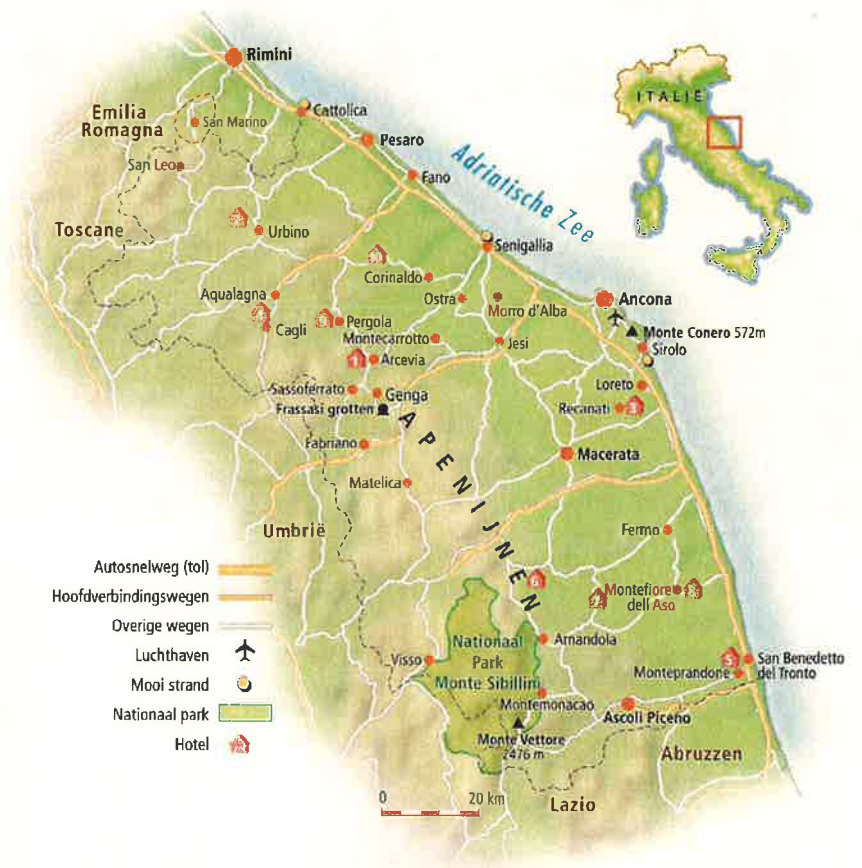 Rimini
Cattolica
Emilia
Romagna
San Marino
Pesaro
San Leo
Fano
Adriatische Zee
ITALIË
Toscane
Urbino
Senigallia
Corinaldo
Aqualagna
Ostra
Morro d'Alba
Ancona
Cagli
Pergola
Montecarrotto
Jesi
Monte Conero 572m
Sirolo
1
Arcevia
Sassoferrato
Genga
Loreto
Frassasi grotten
Recanati
APENIJNEN
Fabriano
Macerata
Matelica
Umbrië
Fermo
Autosnelweg (tol)
Hoofdverbindingswegen
Overige wegen
Luchthaven
Mooi strand
Nationaal park
Hotel
6
Montefiore
dell Aso
Nationaal
Park
Monte Sibillini
Amandola
Visso
5
San Benedetto
del Tronto
Monteprandone
Montemonacao
Ascoli Piceno
Monte Vettore
2476 m
Abruzzen
0 20 km
Lazio